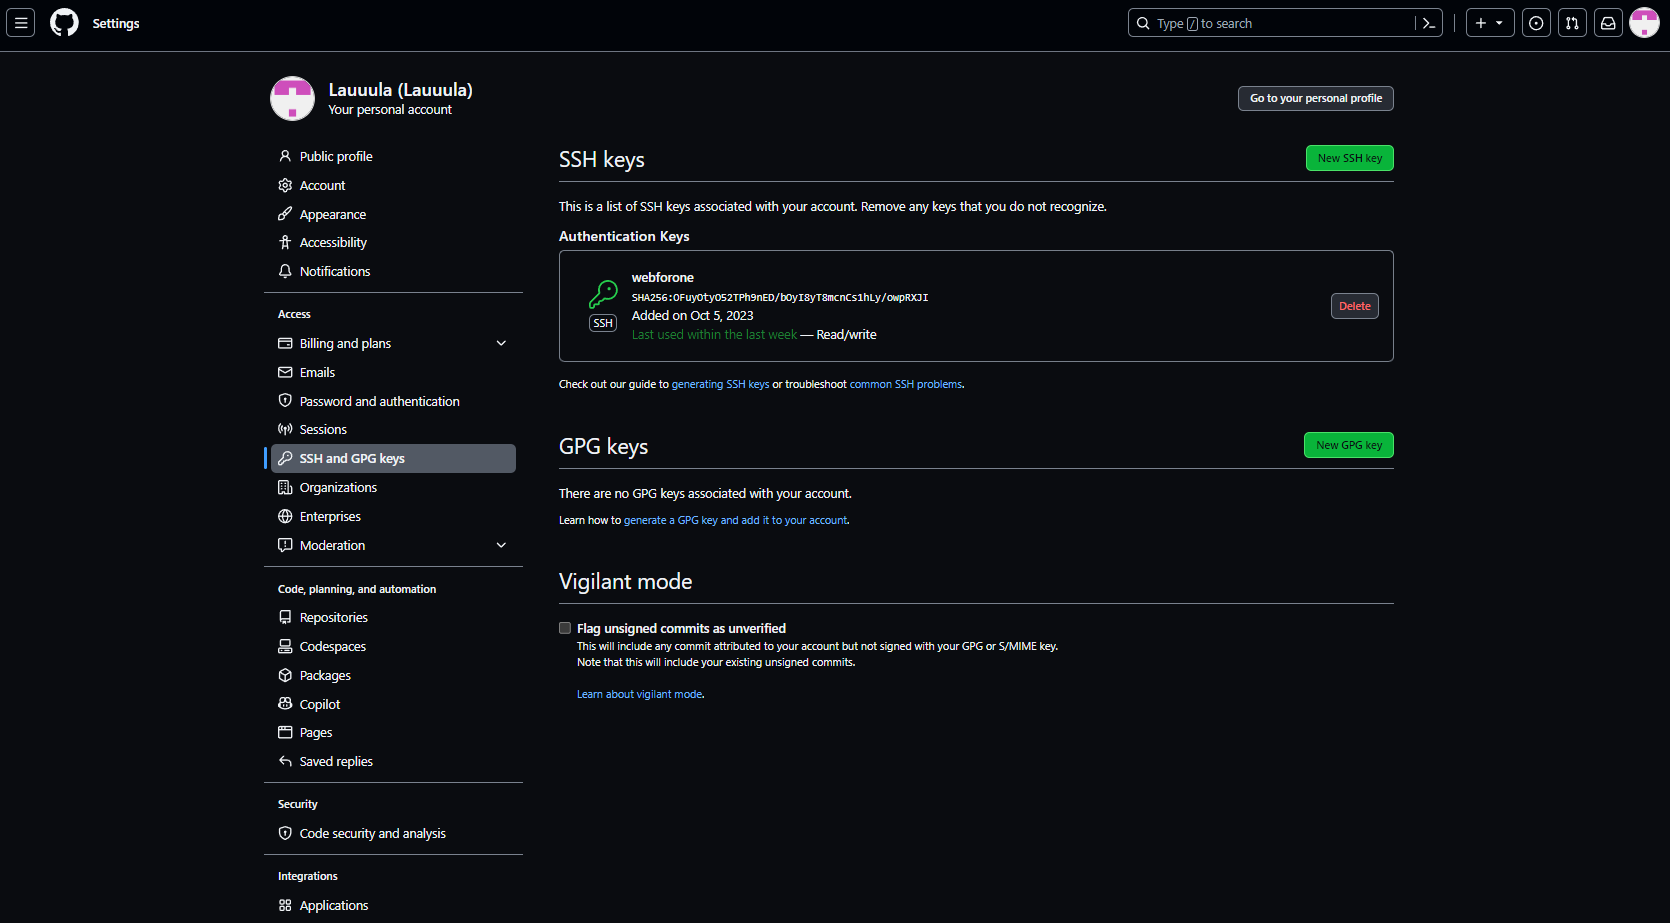 Settings
Type / to search
Lauuula (Lauuula)
Your personal account
Go to your personal profile
Public profile
Account
Appearance
Accessibility
Notifications
Access
Billing and plans
Emails
Password and authentication
Sessions
SSH and GPG keys
Organizations
Enterprises
Moderation
Code, planning, and automation
Repositories
Codespaces
Packages
Copilot
Pages
Saved replies
Security
Code security and analysis
Integrations
Applications
SSH keys
New SSH key
This is a list of SSH keys associated with your account. Remove any keys that you do not recognize.
Authentication Keys
webforone
SHA256:OFuyOtyO52TPh9nED/bOyI8yT8mcnCs1hLy/owpRXJI
Added on Oct 5, 2023
Last used within the last week — Read/write
SSH
Delete
Check out our guide to generating SSH keys or troubleshoot common SSH problems.
GPG keys
New GPG key
There are no GPG keys associated with your account.
Learn how to generate a GPG key and add it to your account.
Vigilant mode
Flag unsigned commits as unverified
This will include any commit attributed to your account but not signed with your GPG or S/MIME key.
Note that this will include your existing unsigned commits.
Learn about vigilant mode.